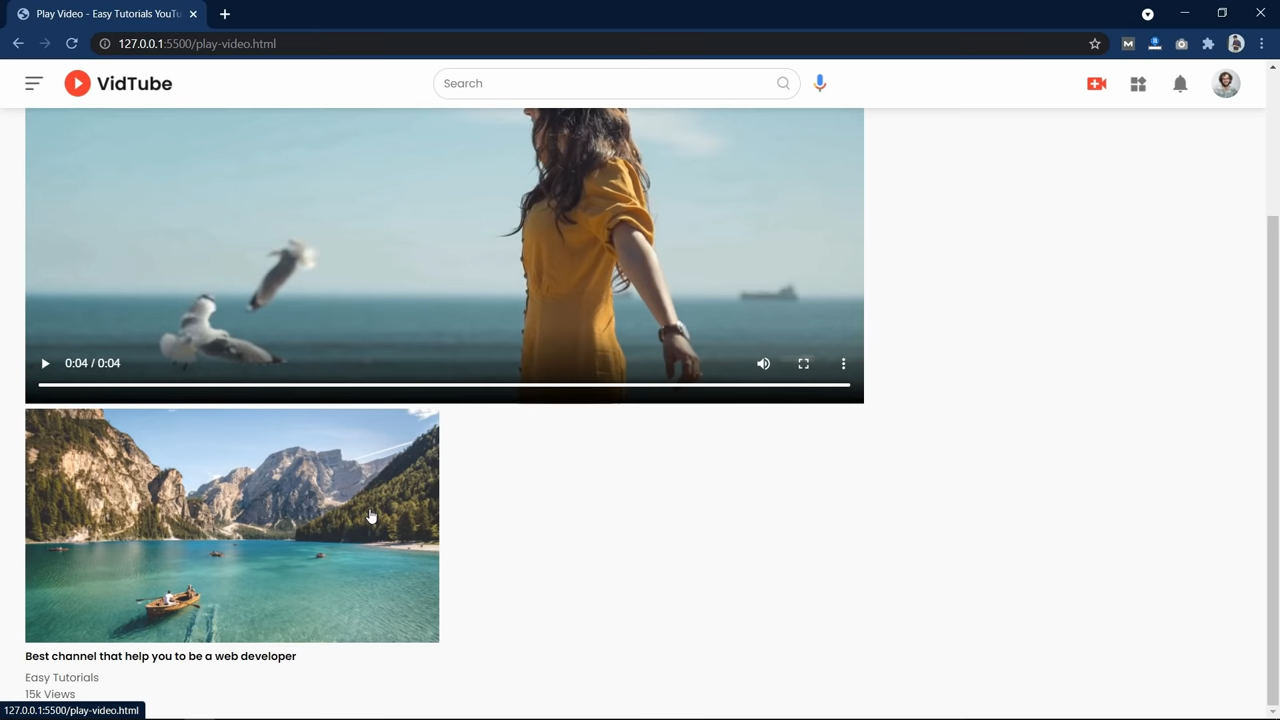 Play Video - Easy Tutorials YouTu
127.0.0.1:5500/play-video.html
VidTube
Search
0:04 / 0:04
Best channel that help you to be a web developer
Easy Tutorials
15k Views
127.0.0.1:5500/play-video.html